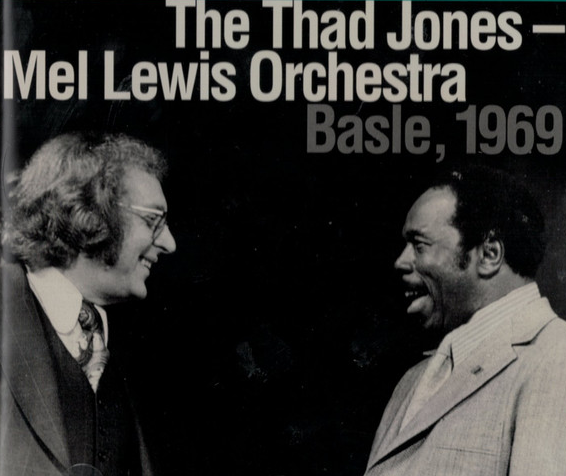 The Thad Jones –
Mel Lewis Orchestra
Basle, 1969